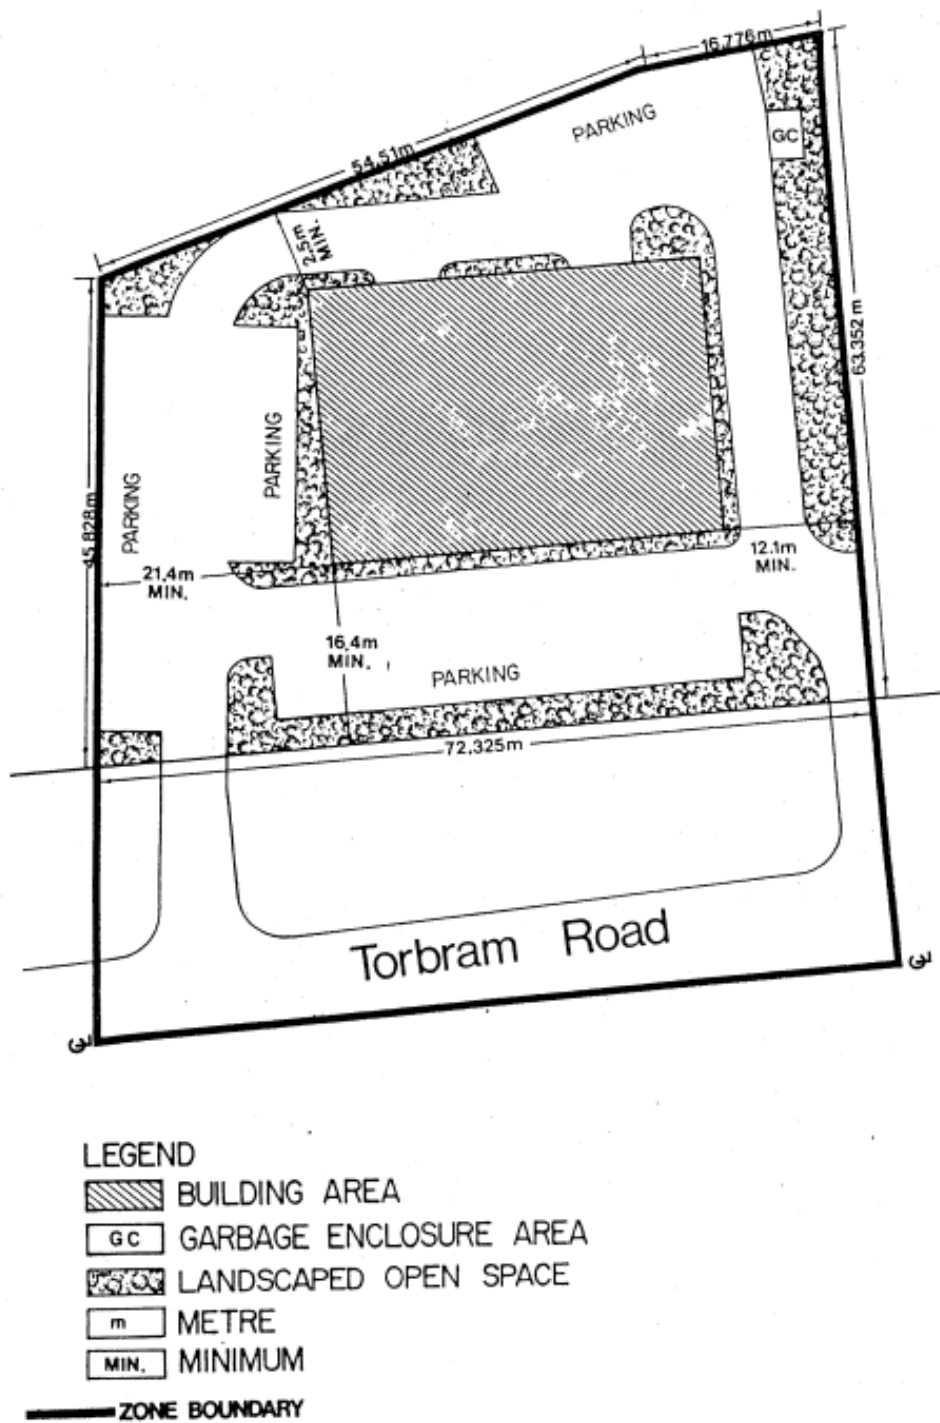 16,776m
PARKING
GC
54,51m
2,5m
MIN.
63,352m
PARKING
PARKING
45,828m
21,4m
MIN.
12.1m
MIN.
16,4m
MIN.
PARKING
72,325m
Torbram Road
LEGEND
BUILDING AREA
GC GARBAGE ENCLOSURE AREA
LANDSCAPED OPEN SPACE
m METRE
MIN. MINIMUM
ZONE BOUNDARY